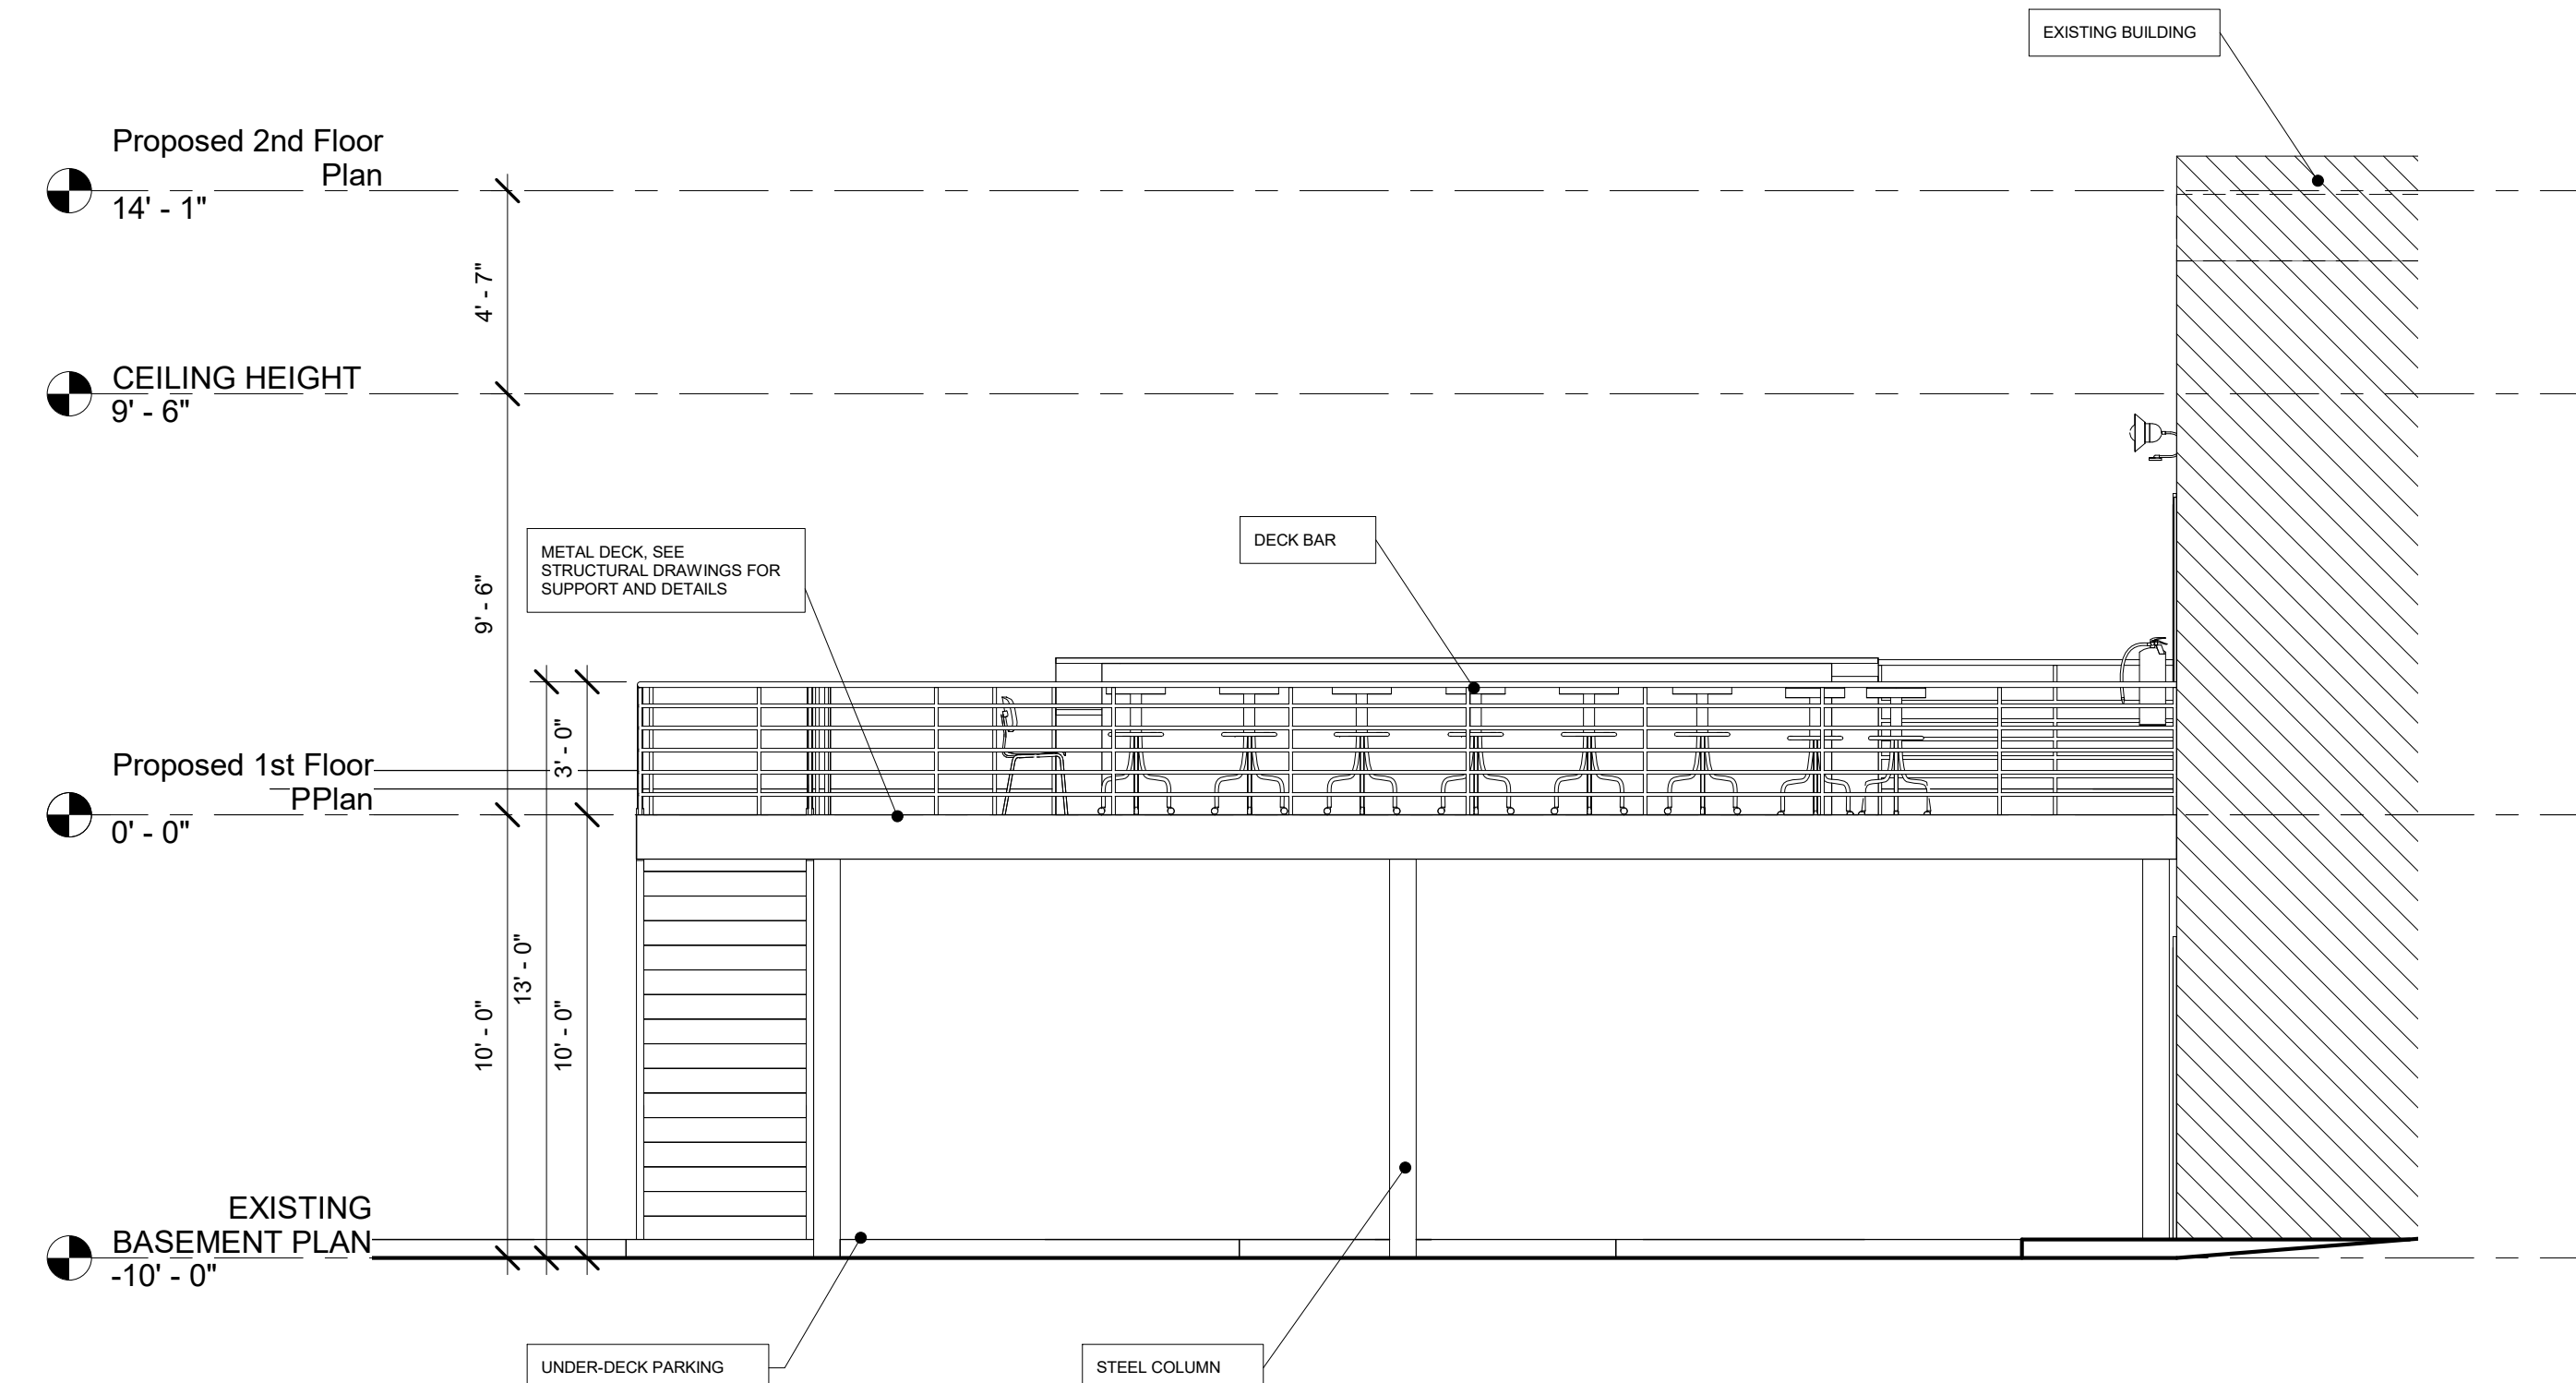 EXISTING BUILDING
Proposed 2nd Floor
Plan
14' - 1"
4' - 7"
CEILING HEIGHT
9' - 6"
METAL DECK, SEE
STRUCTURAL DRAWINGS FOR
SUPPORT AND DETAILS
DECK BAR
9' - 6"
3' - 0"
Proposed 1st Floor
PPlan
0' - 0"
10' - 0"
13' - 0"
10' - 0"
EXISTING
BASEMENT PLAN
-10' - 0"
UNDER-DECK PARKING
STEEL COLUMN